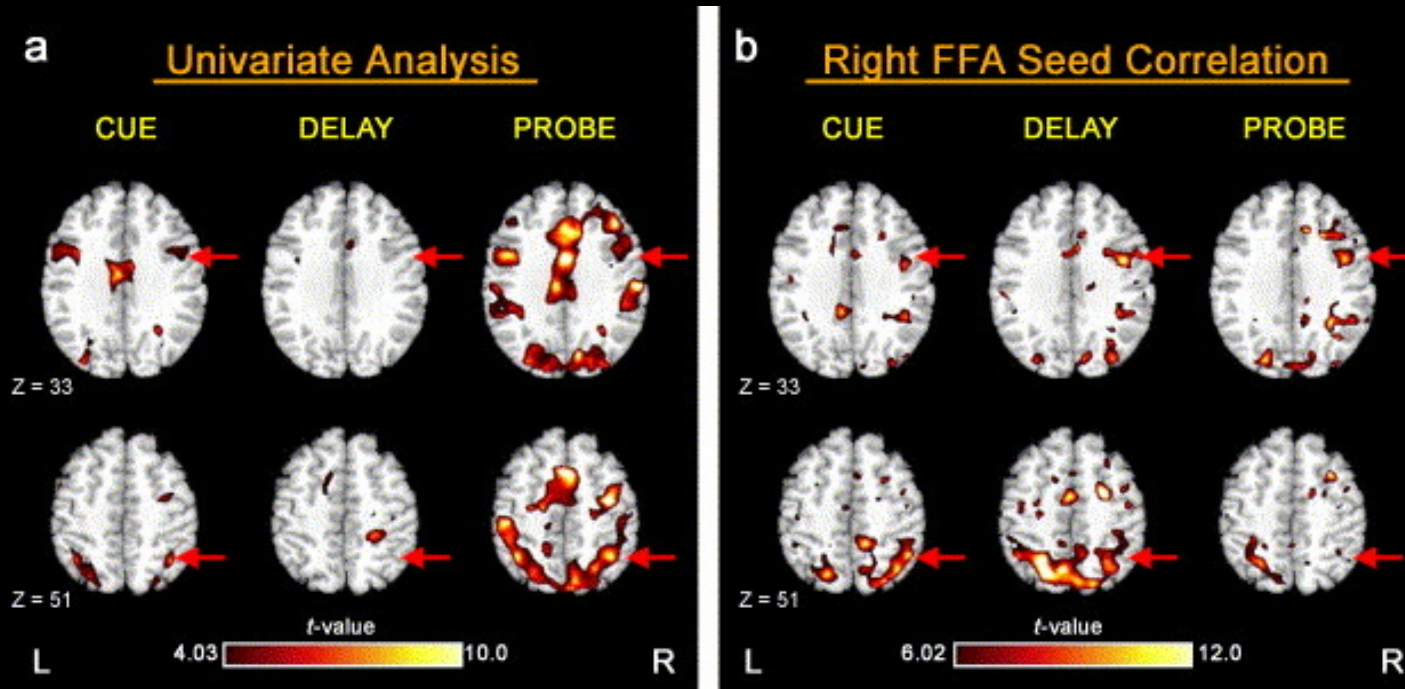 a
Univariate Analysis
CUE DELAY PROBE
Z = 33
Z = 51
t-value
4.03 10.0
L R
b
Right FFA Seed Correlation
CUE DELAY PROBE
Z = 33
Z = 51
t-value
6.02 12.0
L R